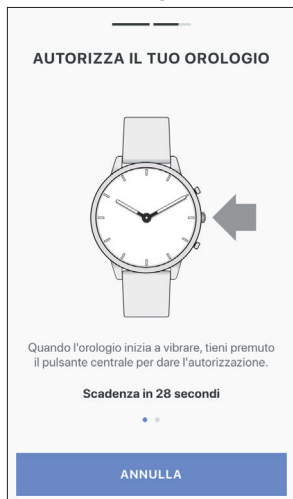 AUTORIZZA IL TUO OROLOGIO
Quando l'orologio inizia a vibrare, tieni premuto
il pulsante centrale per dare l'autorizzazione.
Scadenza in 28 secondi
ANNULLA